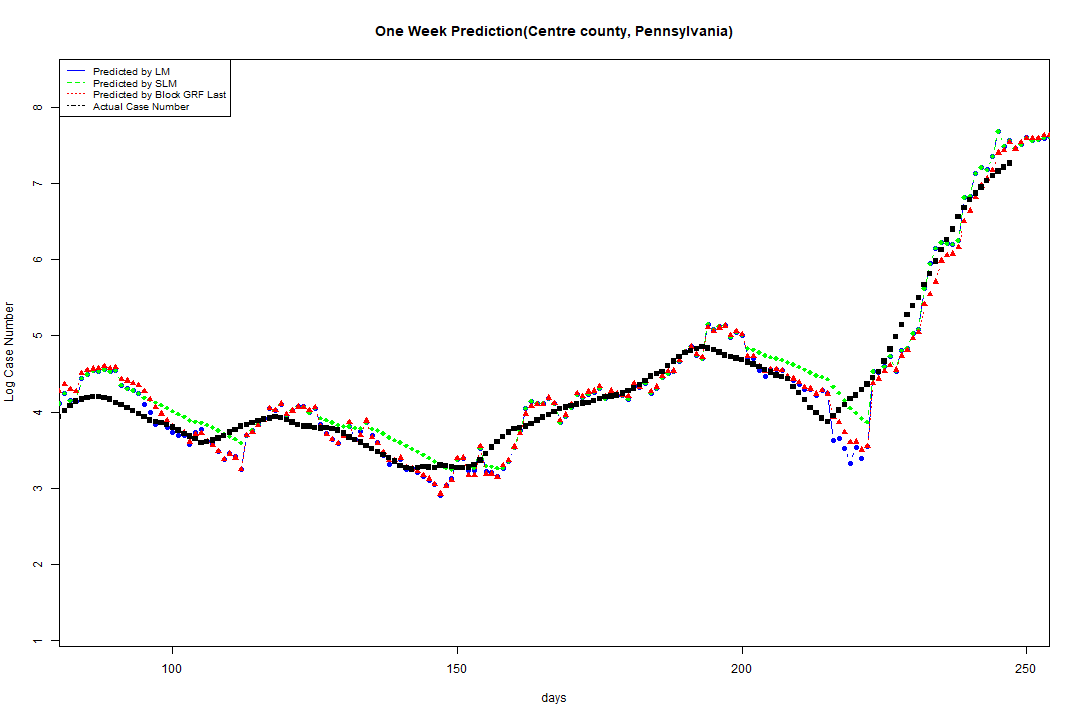 One Week Prediction(Centre county, Pennsylvania)
Predicted by LM
Predicted by SLM
Predicted by Block GRF Last
Actual Case Number
8
7
6
5
4
3
2
1
Log Case Number
100 150 200 250
days